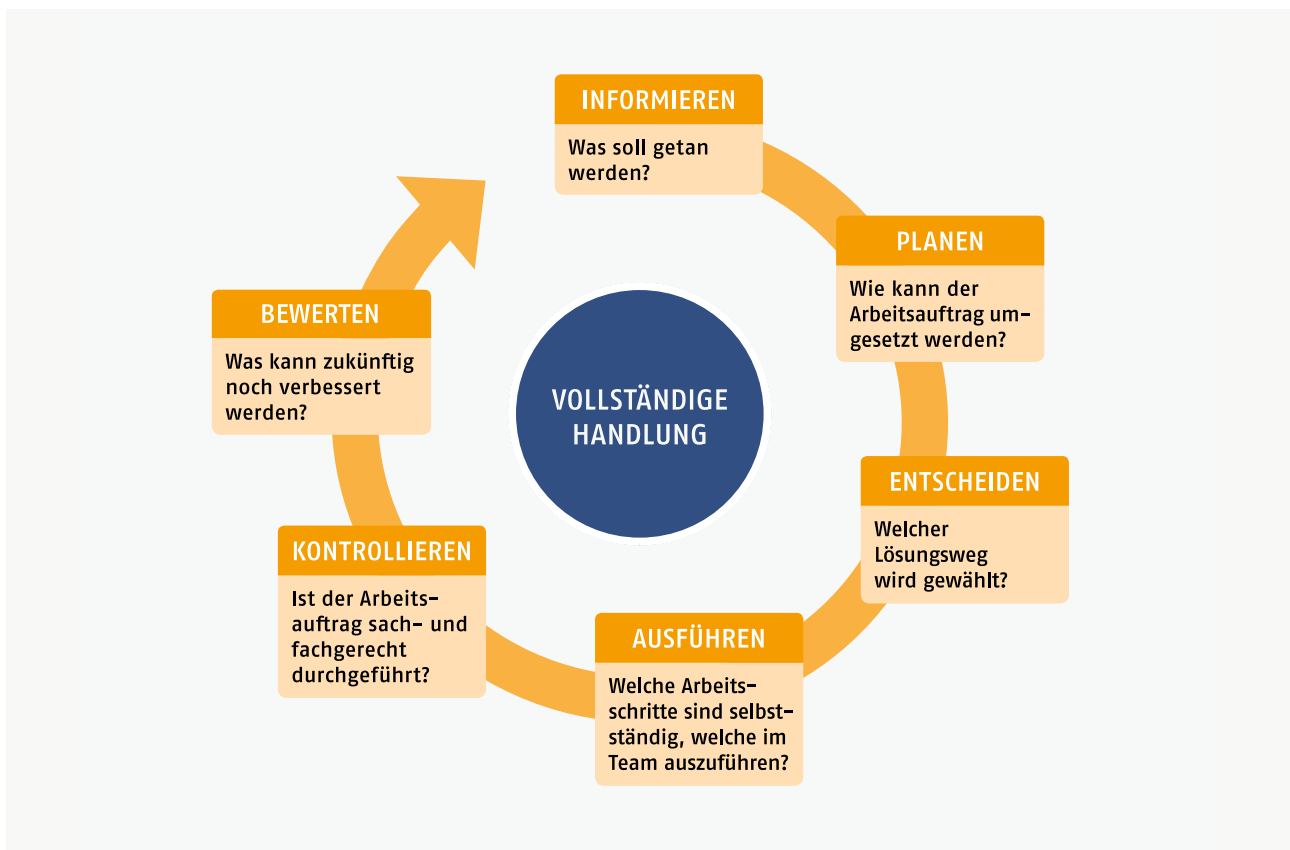 INFORMIEREN
Was soll getan
werden?
PLANEN
Wie kann der
Arbeitsauftrag um-
gesetzt werden?
ENTSCHEIDEN
Welcher
Lösungsweg
wird gewählt?
AUSFÜHREN
Welche Arbeits-
schritte sind selbst-
ständig, welche im
Team auszuführen?
KONTROLLIEREN
Ist der Arbeits-
auftrag sach- und
fachgerecht
durchgeführt?
BEWERTEN
Was kann zukünftig
noch verbessert
werden?
VOLLSTÄNDIGE
HANDLUNG